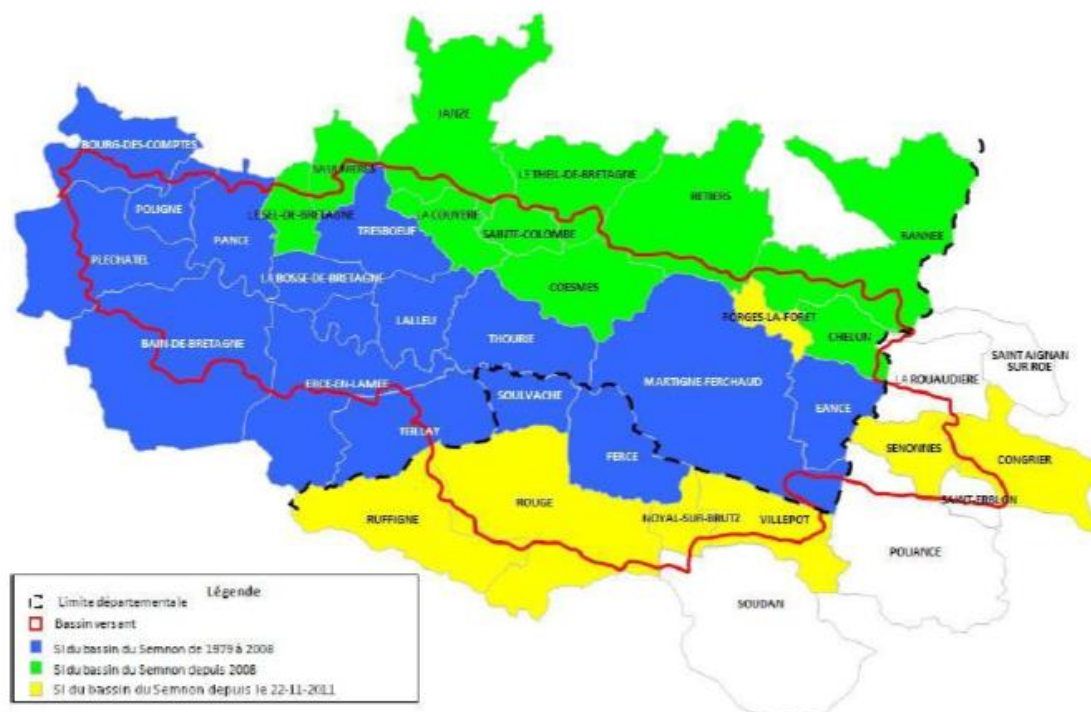 JANZE
BOURG-DES-COMPTES
SAULNIERES
LE THEIL-DE-BRETAGNE
RETIERS
POLIGNE
LE SEL-DE-BRETAGNE
LA COUYERE
PANCE
TRESBOEUF
SAINTE-COLOMBE
RANNEE
PLECHATEL
LA BOSSE-DE-BRETAGNE
COESMES
LALLEU
FORGES-LA-FORET
BAIN-DE-BRETAGNE
THOURIE
CHELUN
SAINT AIGNAN
SUR ROE
ERCE-EN-LAMEE
MARTIGNE-FERCHAUD
LA ROUAUDIERE
SOULVACHE
EANCE
TEILLAY
SENONNES
FERCE
CONGRIER
SAINT-ERBLON
ROUGE
RUFFIGNE
NOYAL-SUR-BRUTZ
VILLEPOT
POUANCE
SOUDAN
Légende
Limite départementale
Bassin versant
SI du bassin du Semnon de 1979 à 2008
SI du bassin du Semnon depuis 2008
SI du bassin du Semnon depuis le 22-11-2011